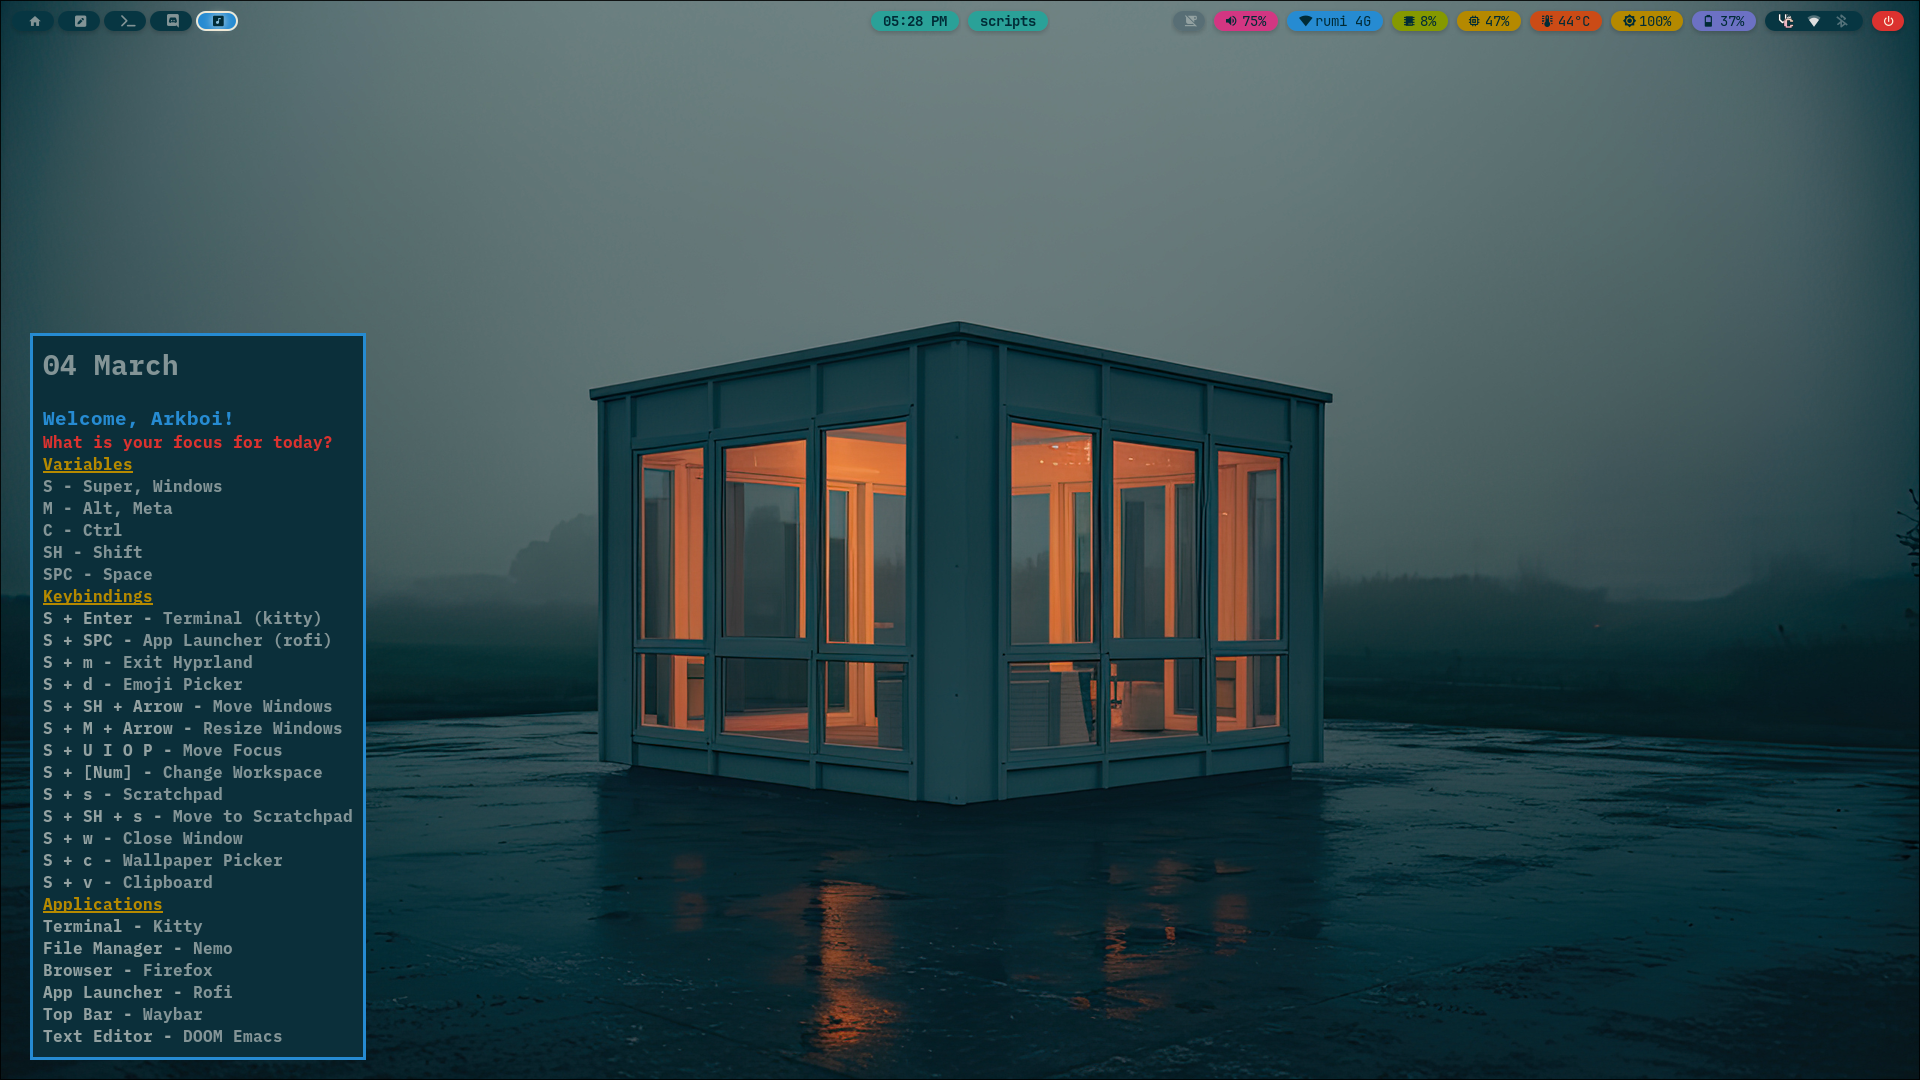 05:28 PM scripts 75% rumi 4G 8% 47% 44°C 100% 37%
04 March
Welcome, Arkboi!
What is your focus for today?
Variables
S - Super, Windows
M - Alt, Meta
C - Ctrl
SH - Shift
SPC - Space
Keybindings
S + Enter - Terminal (kitty)
S + SPC - App Launcher (rofi)
S + m - Exit Hyprland
S + d - Emoji Picker
S + SH + Arrow - Move Windows
S + M + Arrow - Resize Windows
S + U I O P - Move Focus
S + [Num] - Change Workspace
S + s - Scratchpad
S + SH + s - Move to Scratchpad
S + w - Close Window
S + c - Wallpaper Picker
S + v - Clipboard
Applications
Terminal - Kitty
File Manager - Nemo
Browser - Firefox
App Launcher - Rofi
Top Bar - Waybar
Text Editor - DOOM Emacs